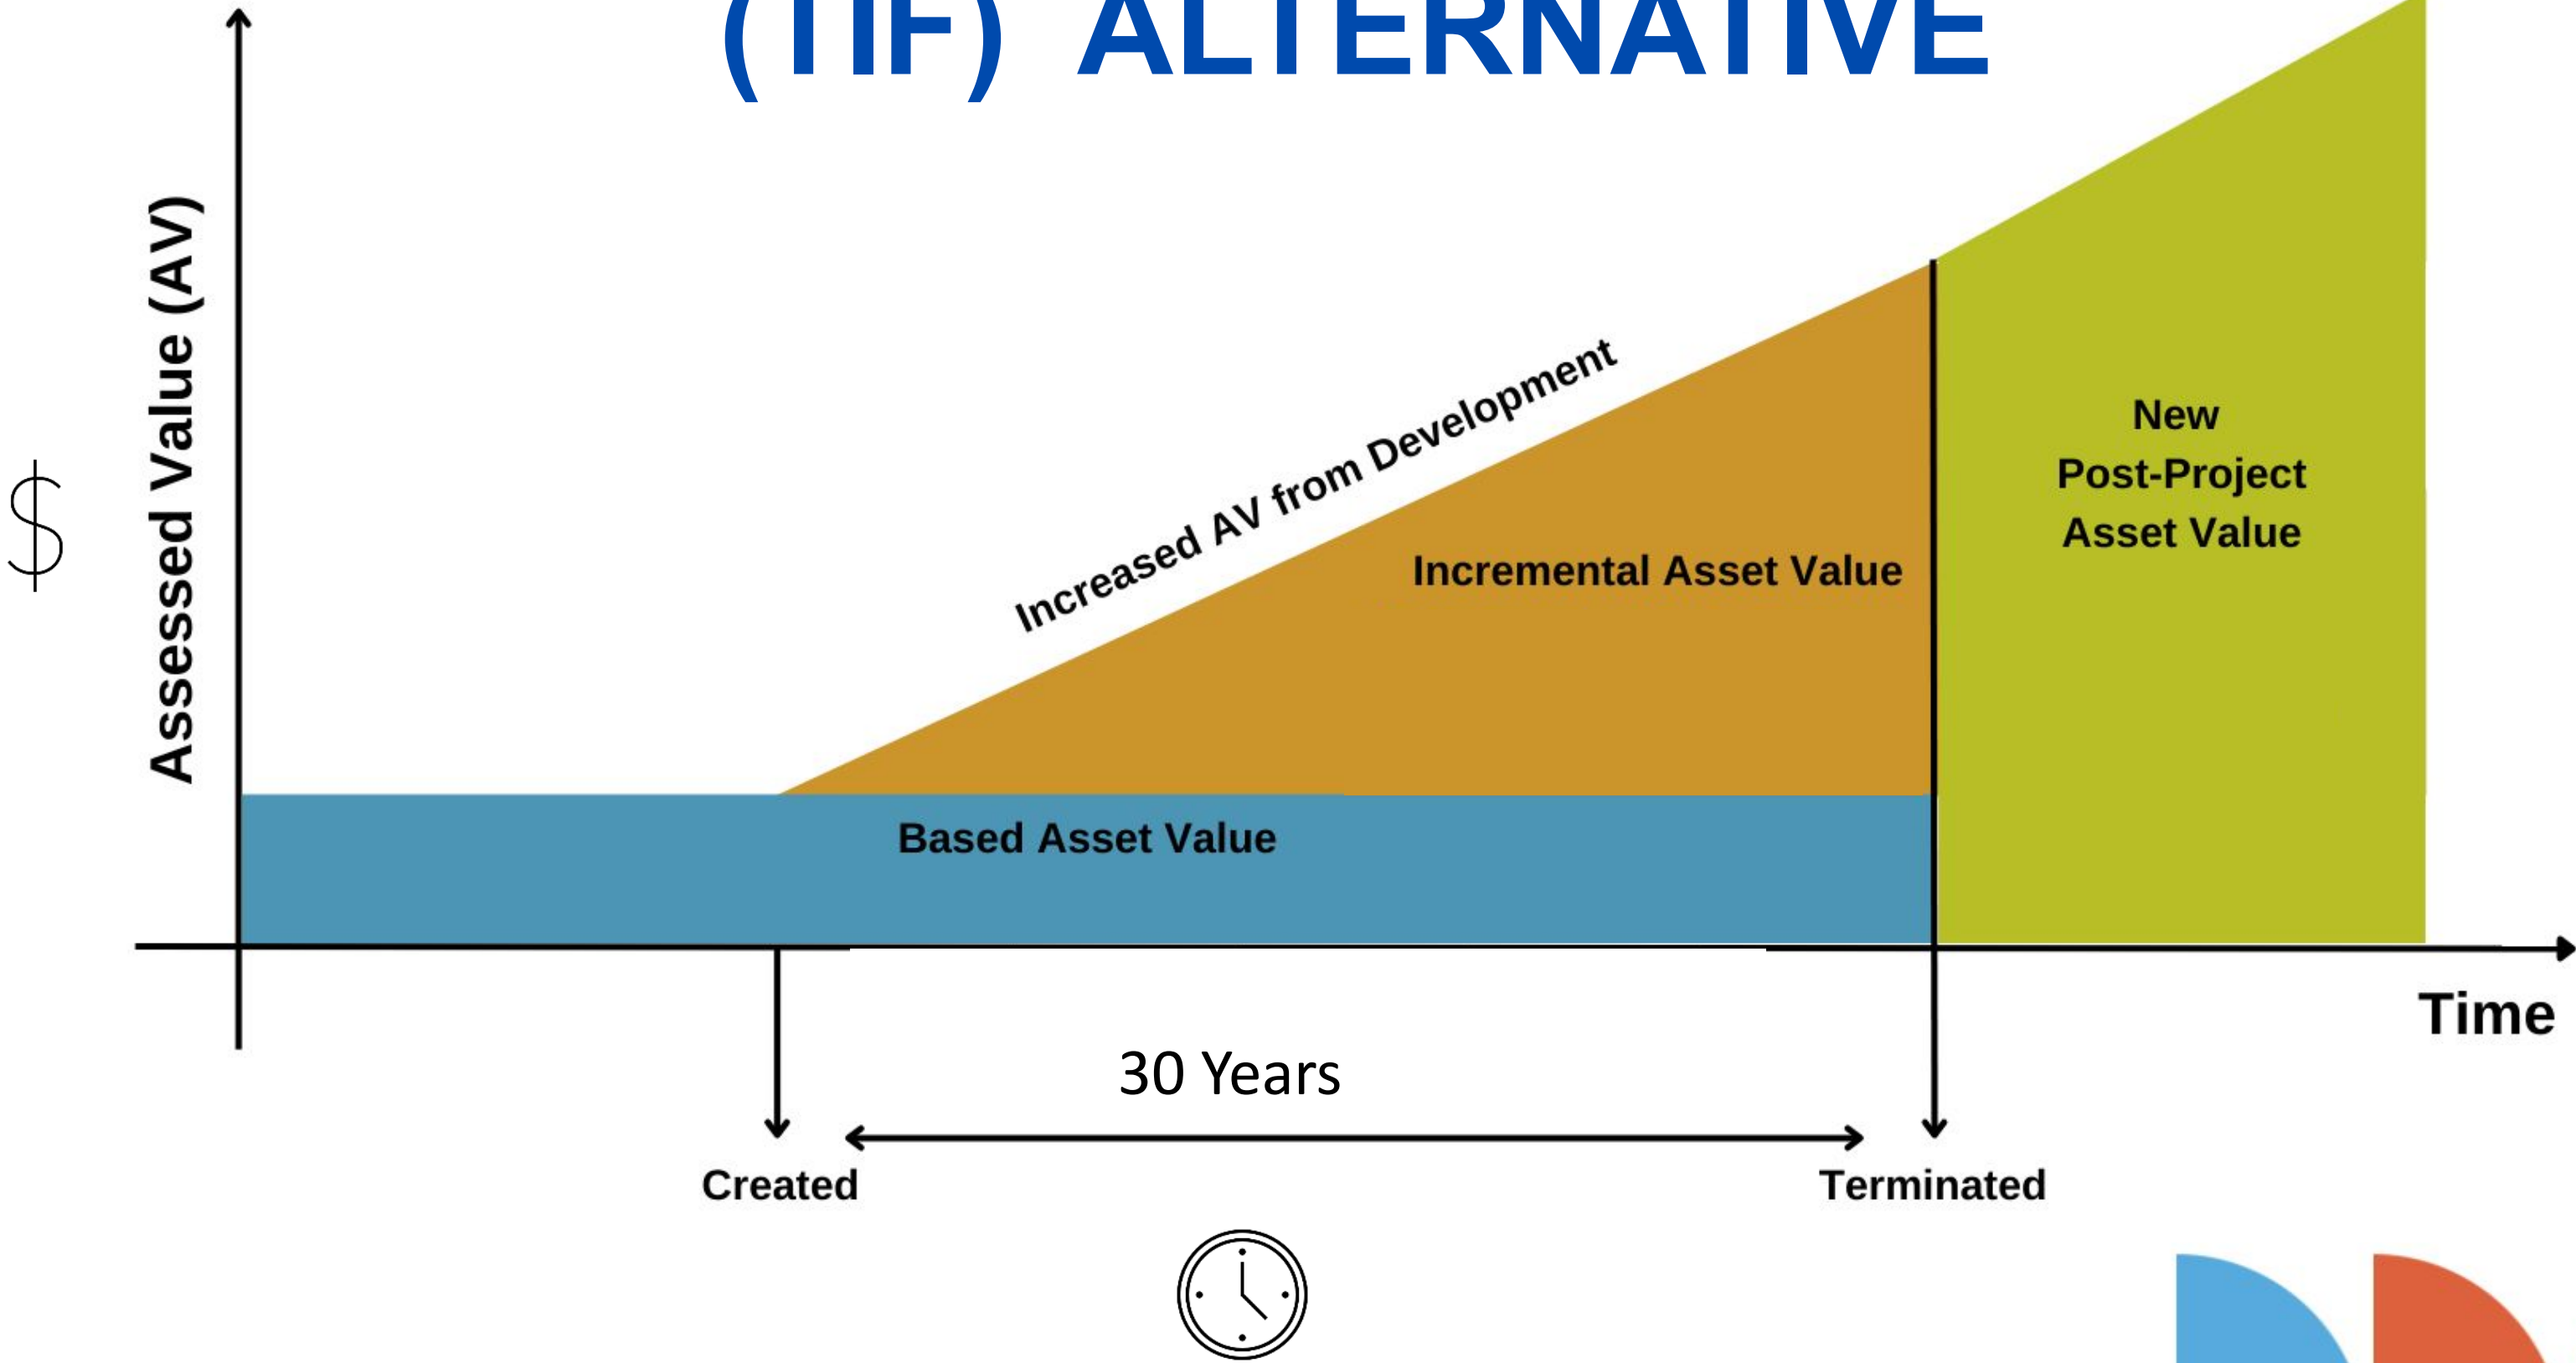 (TIF) ALTERNATIVE
Assessed Value (AV)
$
Increased AV from Development
Incremental Asset Value
New
Post-Project
Asset Value
Based Asset Value
Time
30 Years
Created
Terminated